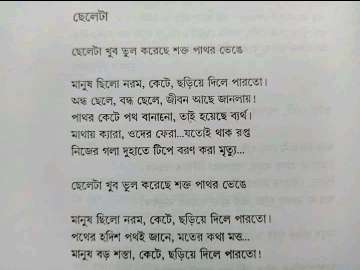 ছেলেটা
ছেলেটা খুব ভুল করেছে শক্ত পাথর ভেঙে
মানুষ ছিলো নরম, কেটে, ছড়িয়ে দিলে পারতো।
অন্ধ ছেলে, বদ্ধ ছেলে, জীবন আছে জানলায়।
পাথর কেটে পথ বানানো, তাই হয়েছে ব্যর্থ।
মাথায় ক্যারা, ওদের ফেরা...যতোই থাক রপ্ত
নিজের গলা দুহাতে টিপে বরণ করা মৃত্যু...
ছেলেটা খুব ভুল করেছে শক্ত পাথর ভেঙে
মানুষ ছিলো নরম, কেটে, ছড়িয়ে দিলে পারতো।
পথের হদিশ পথই জানে, মতের কথা মত্ত...
মানুষ বড় শস্তা, কেটে, ছড়িয়ে দিলে পারতো!